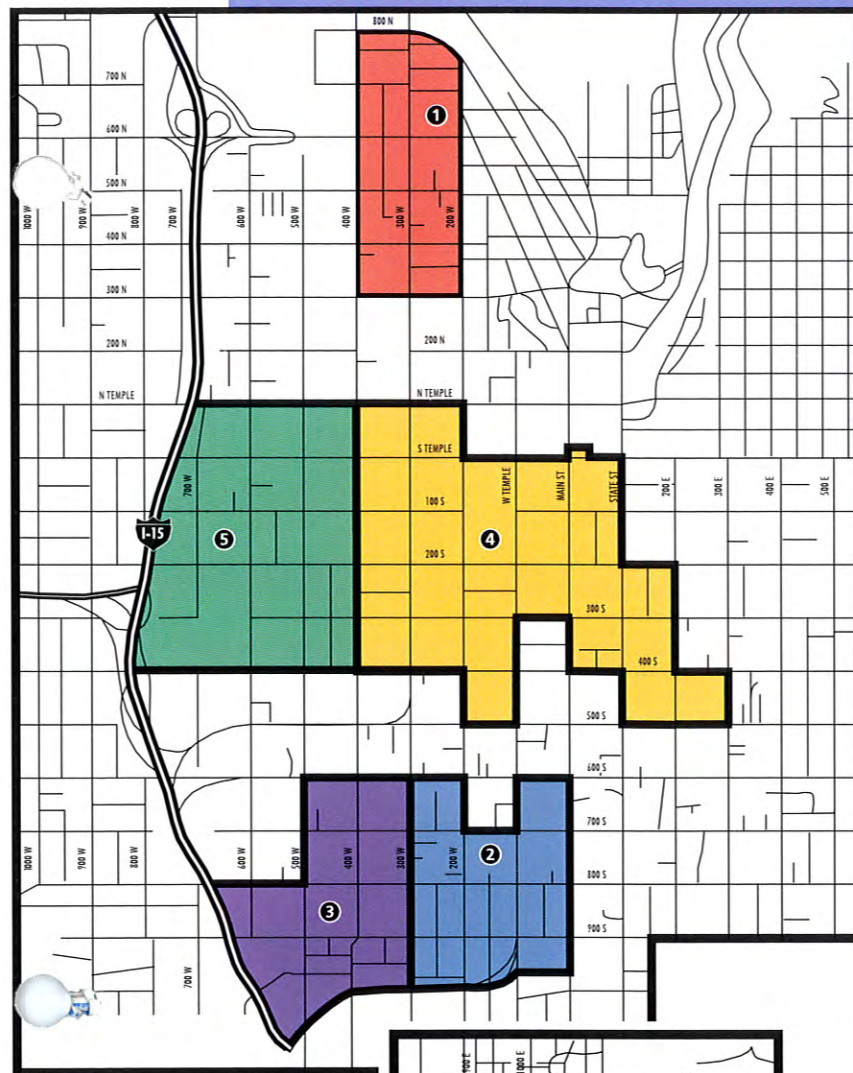 800 N
700 N
600 N
500 N
1000 W
900 W
800 W
700 W
600 W
500 W
400 W
300 W
200 W
400 N
300 N
200 N
200 N
N TEMPLE
N TEMPLE
S TEMPLE
700 W
100 S
W TEMPLE
MAIN ST
STATE ST
200 E
300 E
400 E
500 E
I-15
200 S
300 S
400 S
500 S
600 S
700 S
1000 W
900 W
800 W
600 W
500 W
400 W
300 W
200 W
800 S
900 S
700 W
900 E
1000 E
1
5
4
2
3